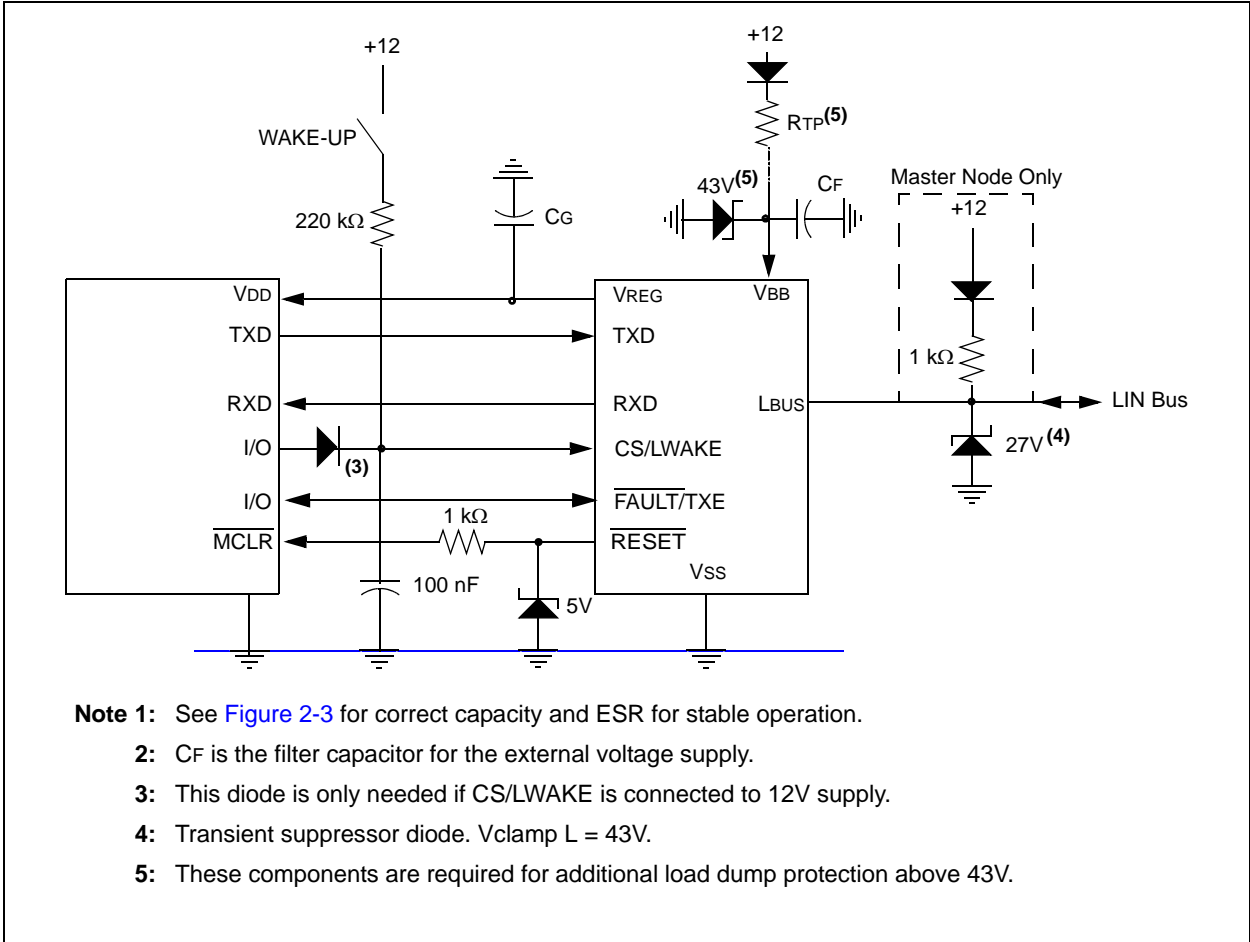 +12
+12
WAKE-UP
RTP(5)
43V(5)
CF
Master Node Only
+12
220 kΩ
CG
VDD
VREG
VBB
TXD
TXD
1 kΩ
RXD
RXD
LBUS
LIN Bus
I/O
(3)
CS/LWAKE
27V(4)
I/O
FAULT/TXE
1 kΩ
MCLR
RESET
VSS
100 nF
5V
Note 1: See Figure 2-3 for correct capacity and ESR for stable operation.
2: CF is the filter capacitor for the external voltage supply.
3: This diode is only needed if CS/LWAKE is connected to 12V supply.
4: Transient suppressor diode. Vclamp L = 43V.
5: These components are required for additional load dump protection above 43V.